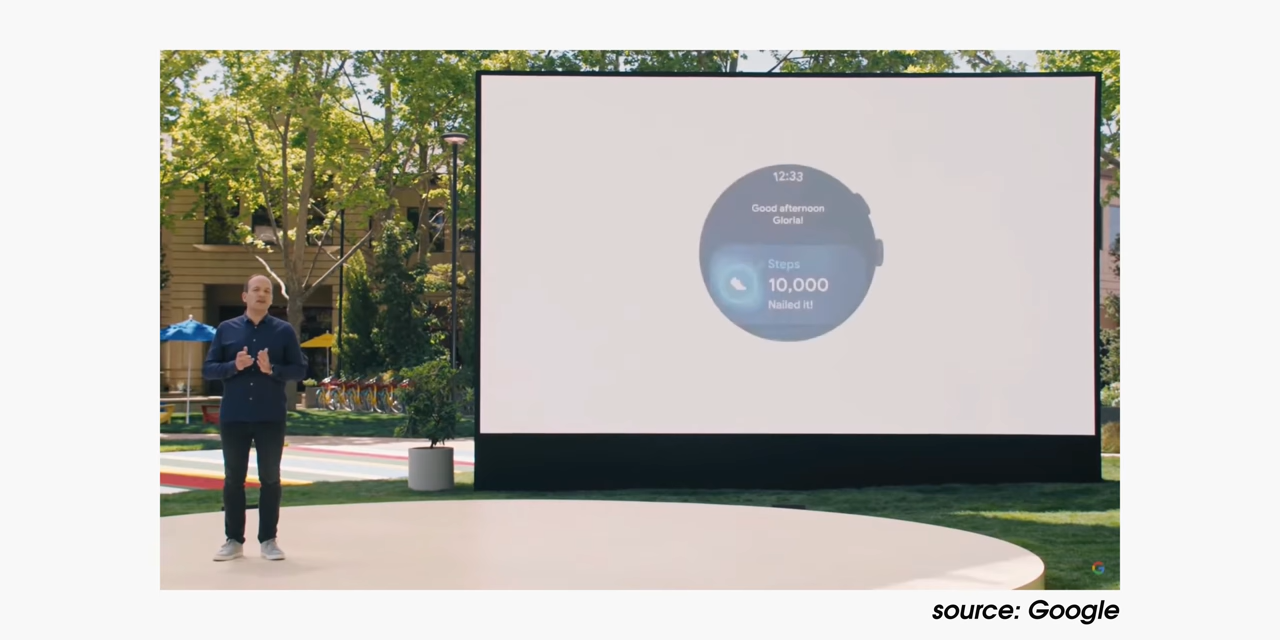 12:33
Good afternoon
Gloria!
Steps
10,000
Nailed it!
source: Google